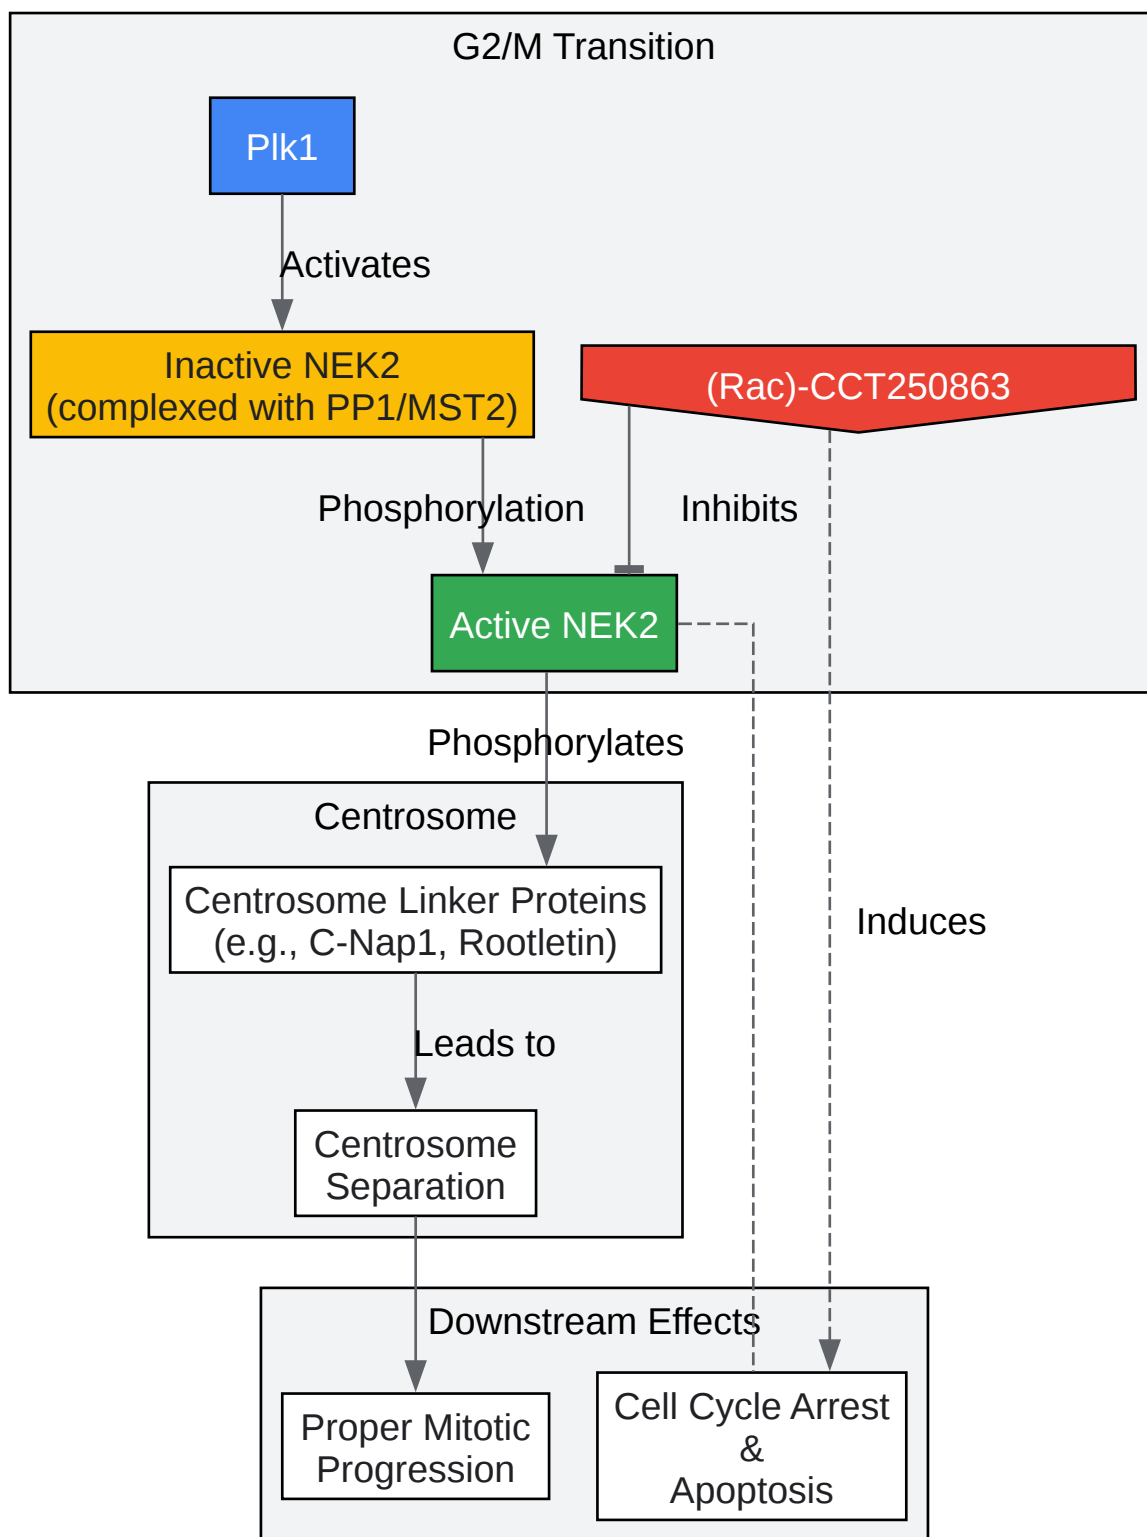 G2/M Transition
Plk1
Activates
Inactive NEK2
(complexed with PP1/MST2)
(Rac)-CCT250863
Phosphorylation
Inhibits
Active NEK2
Phosphorylates
Centrosome
Centrosome Linker Proteins
(e.g., C-Nap1, Rootletin)
Induces
Leads to
Centrosome
Separation
Downstream Effects
Proper Mitotic
Progression
Cell Cycle Arrest
&
Apoptosis